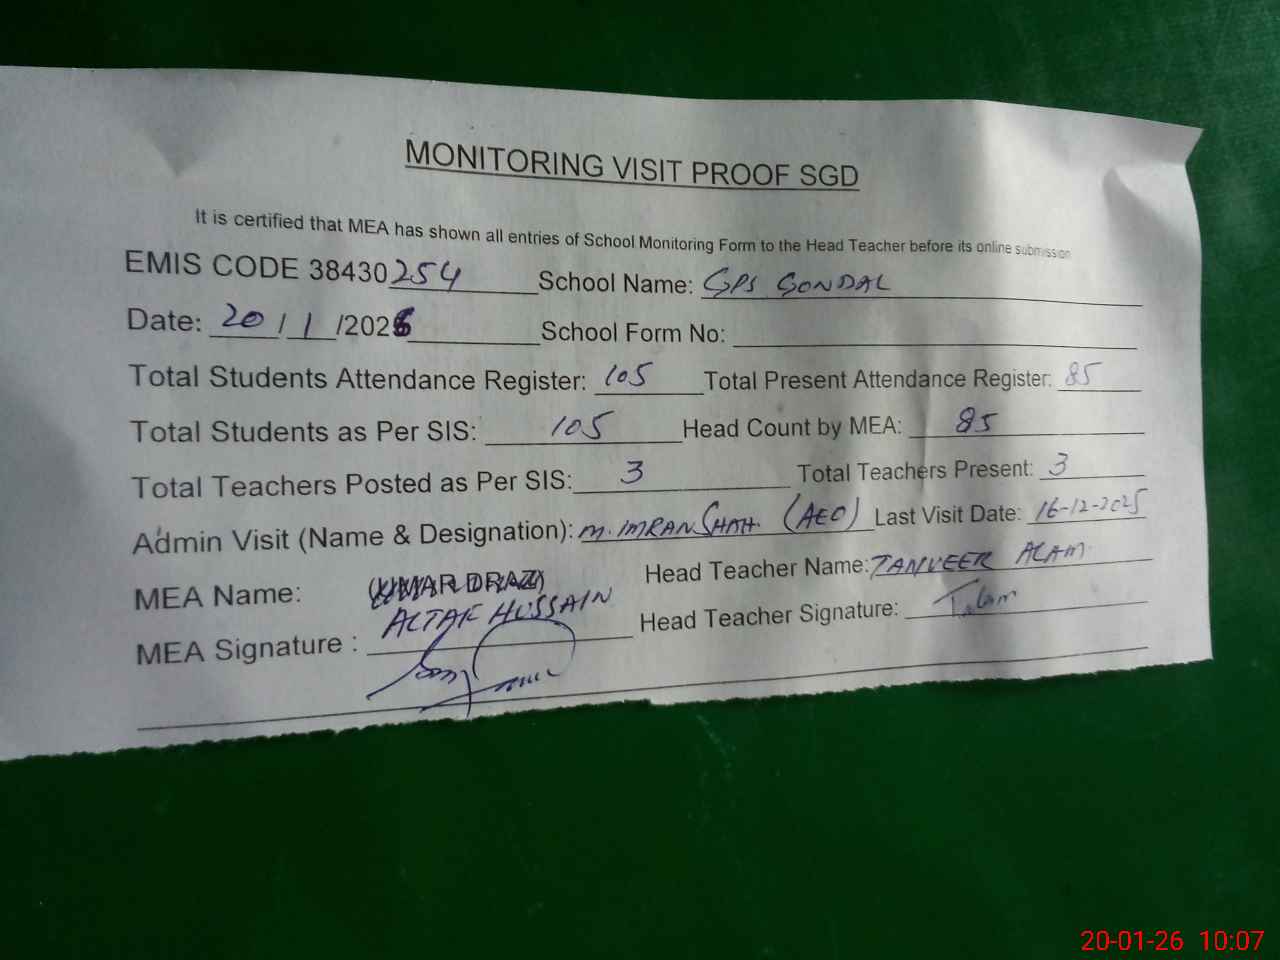 MONITORING VISIT PROOF SGD
It is certified that MEA has shown all entries of School Monitoring Form to the Head Teacher before its online submission
EMIS CODE 38430254 School Name: GPS GONDAL
Date: 20/1/2026 School Form No:
Total Students Attendance Register: 105 Total Present Attendance Register: 85
Total Students as Per SIS: 105 Head Count by MEA: 85
Total Teachers Posted as Per SIS: 3 Total Teachers Present: 3
Admin Visit (Name & Designation): M. IMRAN SHAH. (AEO) Last Visit Date: 16-12-2025
MEA Name: (UMAR DRAZ) Head Teacher Name: TANVEER ALAM.
ALTAF HUSSAIN
MEA Signature : Head Teacher Signature: T.alam
20-01-26 10:07